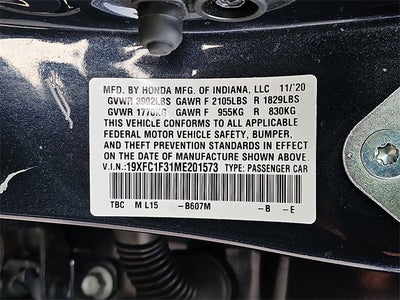 MFD. BY HONDA MFG. OF INDIANA, LLC 11/'20
GVWR 3902LBS GAWR F 2105LBS R 1829LBS
GVWR 1770KG GAWR F 955KG R 830KG
THIS VEHICLE CONFORMS TO ALL APPLICABLE
FEDERAL MOTOR VEHICLE SAFETY, BUMPER,
AND THEFT PREVENTION STANDARDS IN EFFECT
ON THE DATE OF MANUFACTURE SHOWN ABOVE.
V.I.N.: 19XFC1F31ME201573 TYPE: PASSENGER CAR
TBC M L15 -B607M -B -E